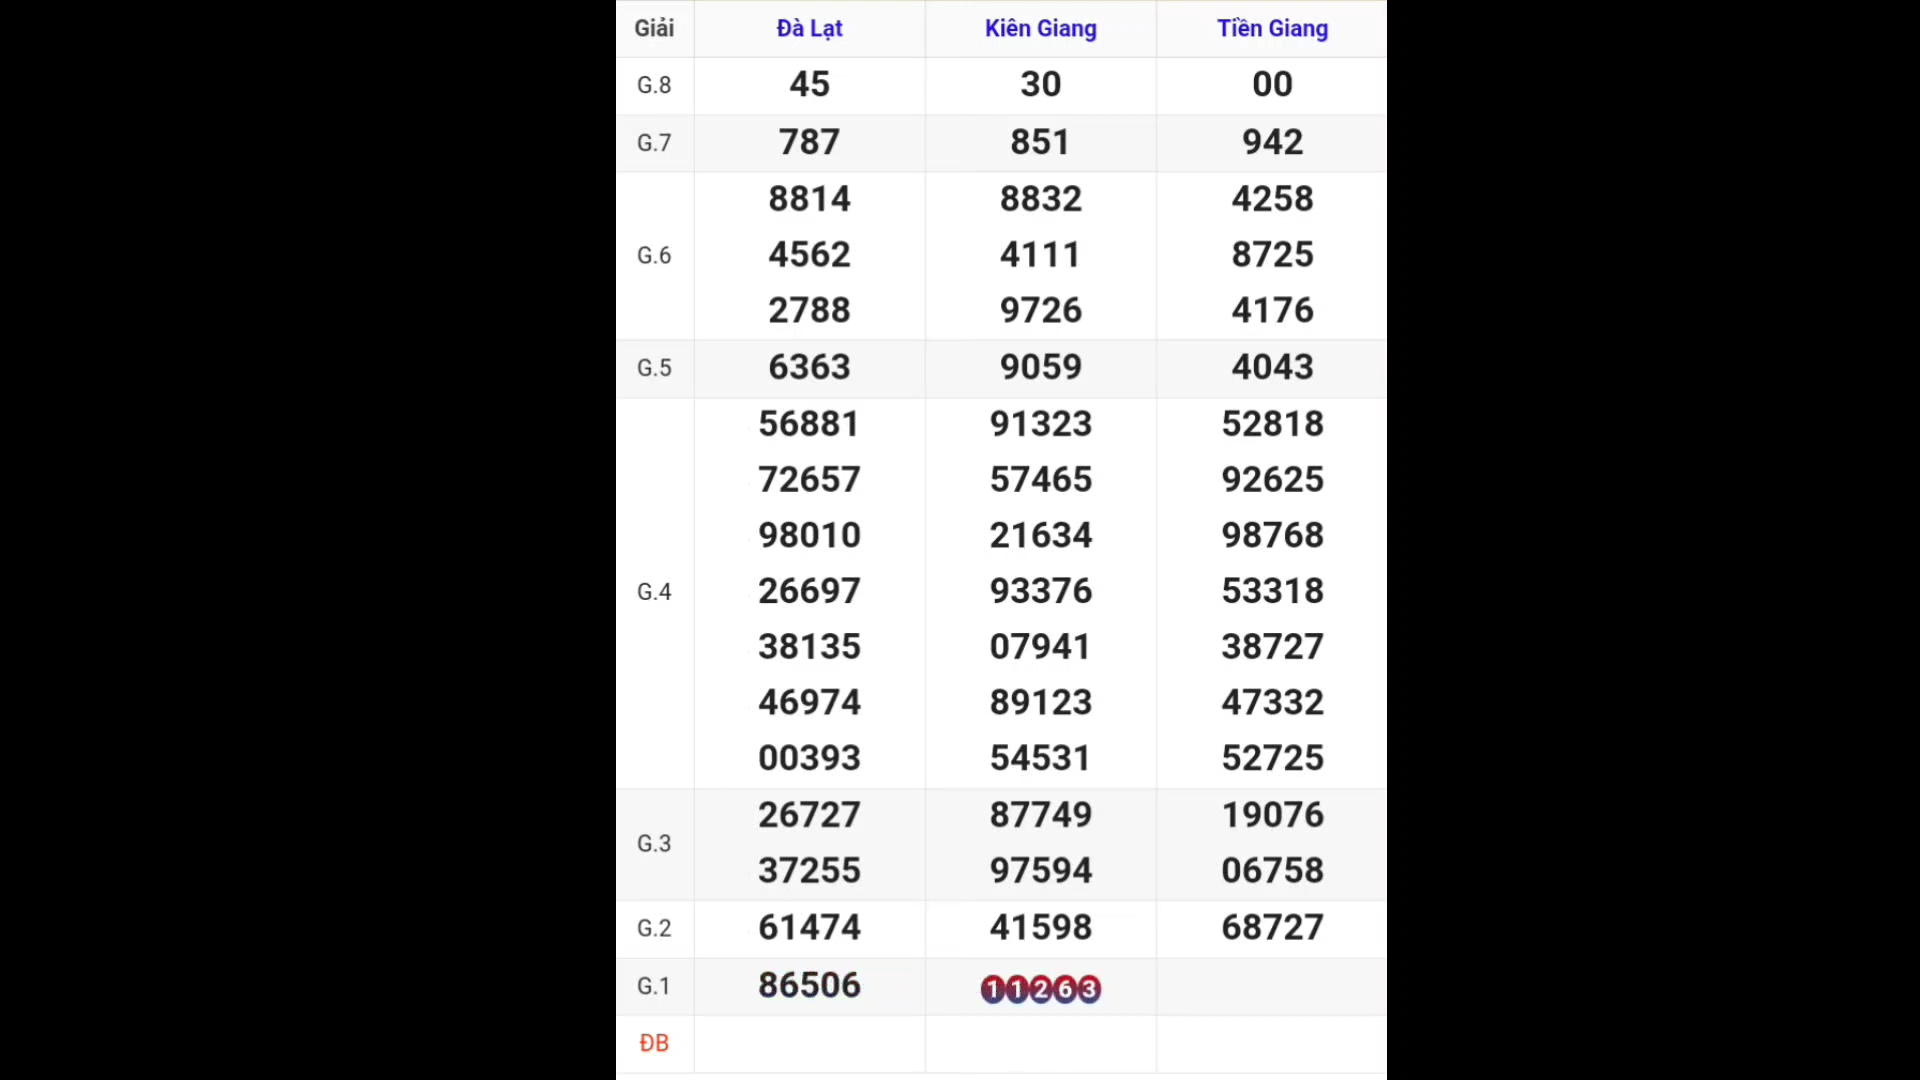 Giải Đà Lạt Kiên Giang Tiền Giang
G.8 45 30 00
G.7 787 851 942
8814 8832 4258
G.6 4562 4111 8725
2788 9726 4176
G.5 6363 9059 4043
56881 91323 52818
72657 57465 92625
98010 21634 98768
G.4 26697 93376 53318
38135 07941 38727
46974 89123 47332
00393 54531 52725
26727 87749 19076
G.3
37255 97594 06758
G.2 61474 41598 68727
G.1 86506 11263
ĐB